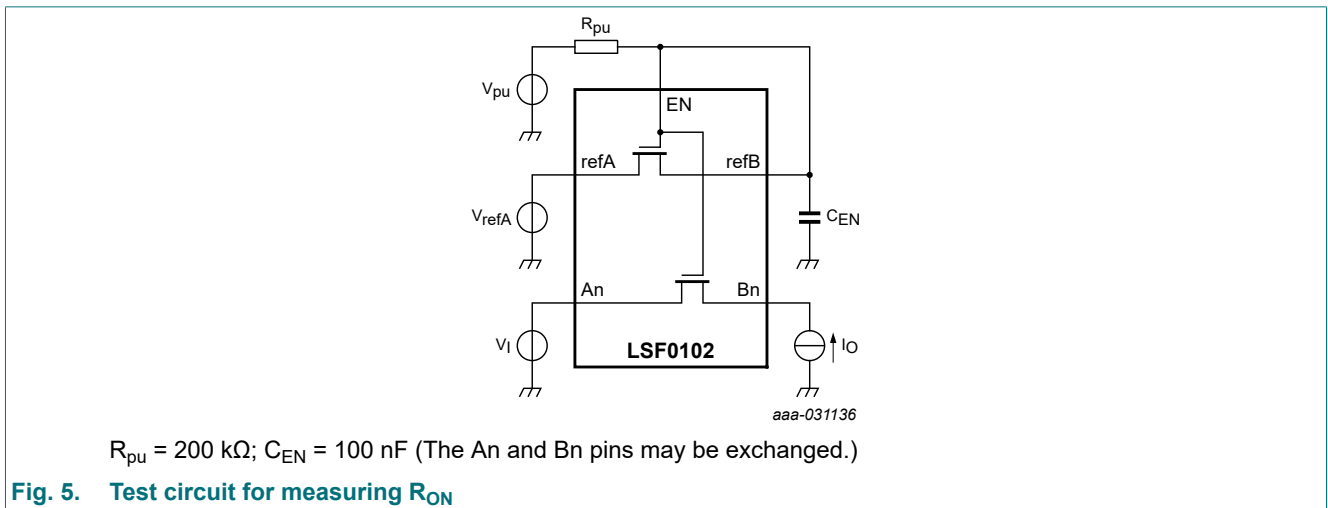 Rpu
Vpu
EN
refA
refB
VrefA
CEN
An
Bn
VI
LSF0102
IO
aaa-031136
Rpu = 200 kΩ; CEN = 100 nF (The An and Bn pins may be exchanged.)
Fig. 5. Test circuit for measuring RON